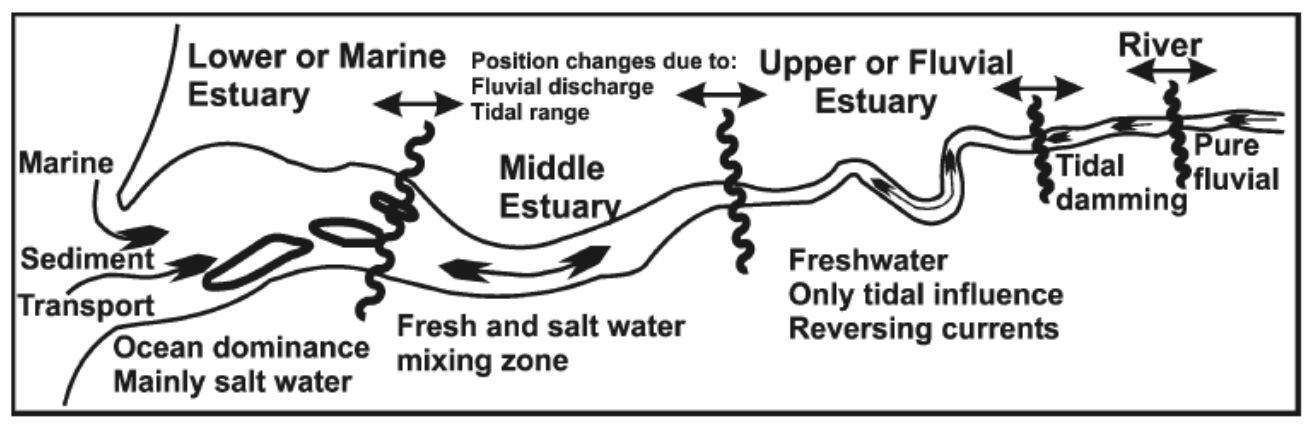 Lower or Marine
Estuary
Position changes due to:
Fluvial discharge
Tidal range
Upper or Fluvial
Estuary
River
Marine
Sediment
Transport
Middle
Estuary
Tidal
damming
Pure
fluvial
Ocean dominance
Mainly salt water
Fresh and salt water
mixing zone
Freshwater
Only tidal influence
Reversing currents